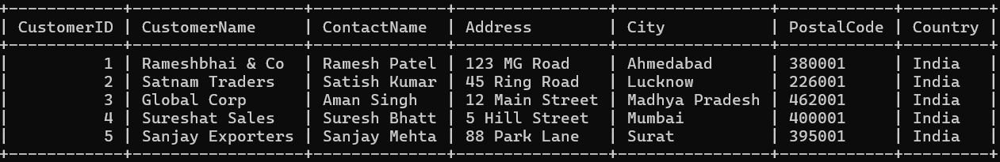 +------------+------------------+--------------+----------------+----------------+------------+---------+
| CustomerID | CustomerName     | ContactName  | Address        | City           | PostalCode | Country |
+------------+------------------+--------------+----------------+----------------+------------+---------+
|          1 | Rameshbhai & Co  | Ramesh Patel | 123 MG Road    | Ahmedabad      | 380001     | India   |
|          2 | Satnam Traders   | Satish Kumar | 45 Ring Road   | Lucknow        | 226001     | India   |
|          3 | Global Corp      | Aman Singh   | 12 Main Street | Madhya Pradesh | 462001     | India   |
|          4 | Sureshat Sales   | Suresh Bhatt | 5 Hill Street  | Mumbai         | 400001     | India   |
|          5 | Sanjay Exporters | Sanjay Mehta | 88 Park Lane   | Surat          | 395001     | India   |
+------------+------------------+--------------+----------------+----------------+------------+---------+